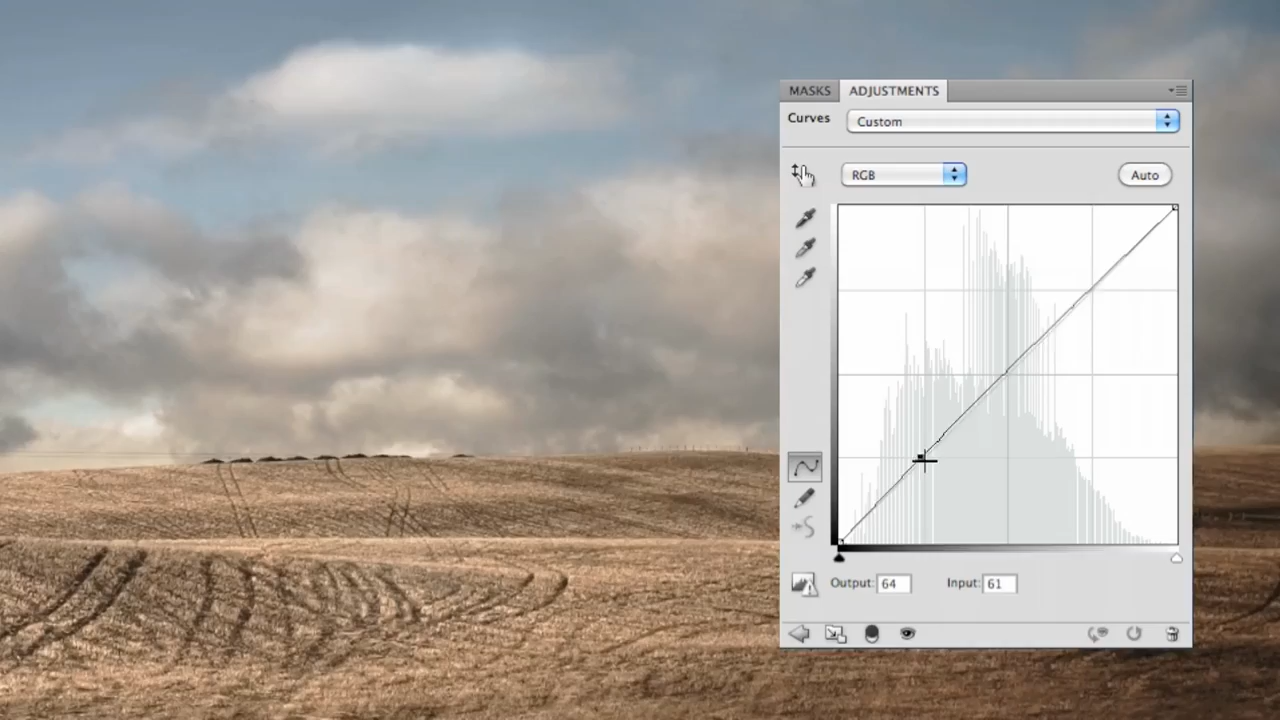 MASKS
ADJUSTMENTS
Curves
Custom
RGB
Auto
Output: 64
Input: 61